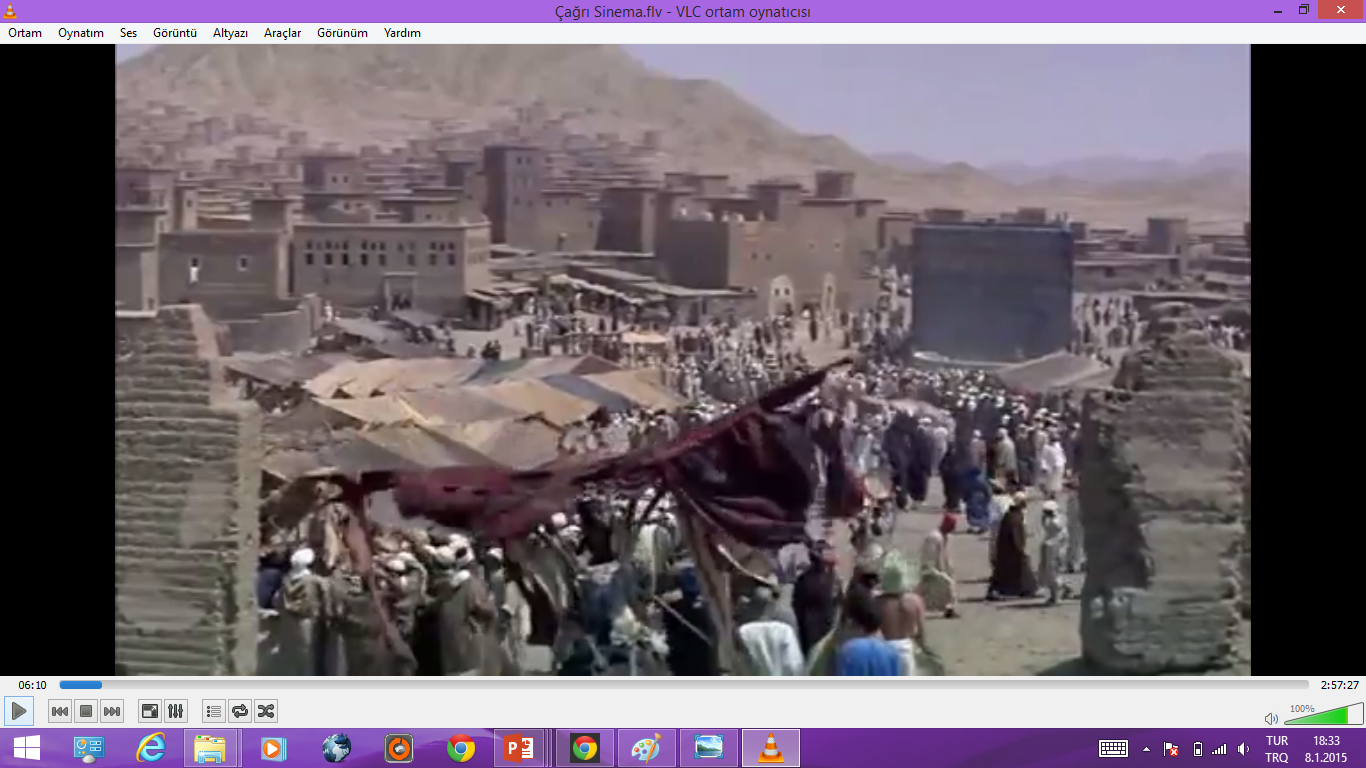 Çağrı Sinema.flv - VLC ortam oynatıcısı
Ortam Oynatım Ses Görüntü Altyazı Araçlar Görünüm Yardım
06:10 2:57:27
100%
TUR 18:33
TRQ 8.1.2015